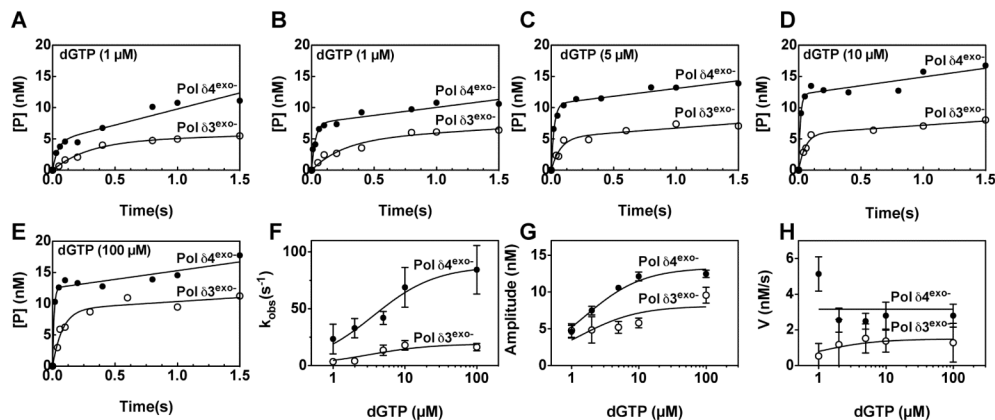 A
dGTP (1 µM)
Pol δ4exo-
Pol δ3exo-
[P] (nM)
20
15
10
5
0
0.0 0.5 1.0 1.5
Time(s)
B
dGTP (1 µM)
Pol δ4exo-
Pol δ3exo-
[P] (nM)
20
15
10
5
0
0.0 0.5 1.0 1.5
Time(s)
C
dGTP (5 µM)
Pol δ4exo-
Pol δ3exo-
[P] (nM)
20
15
10
5
0
0.0 0.5 1.0 1.5
Time(s)
D
dGTP (10 µM)
Pol δ4exo-
Pol δ3exo-
[P] (nM)
20
15
10
5
0
0.0 0.5 1.0 1.5
Time(s)
E
dGTP (100 µM)
Pol δ4exo-
Pol δ3exo-
[P] (nM)
20
15
10
5
0
0.0 0.5 1.0 1.5
Time(s)
F
Pol δ4exo-
Pol δ3exo-
kobs(s-1)
100
75
50
25
0
1 10 100
dGTP (µM)
G
Pol δ4exo-
Pol δ3exo-
Amplitude (nM)
15
10
5
0
1 10 100
dGTP (µM)
H
Pol δ4exo-
Pol δ3exo-
V (nM/s)
6
4
2
0
1 10 100
dGTP (µM)